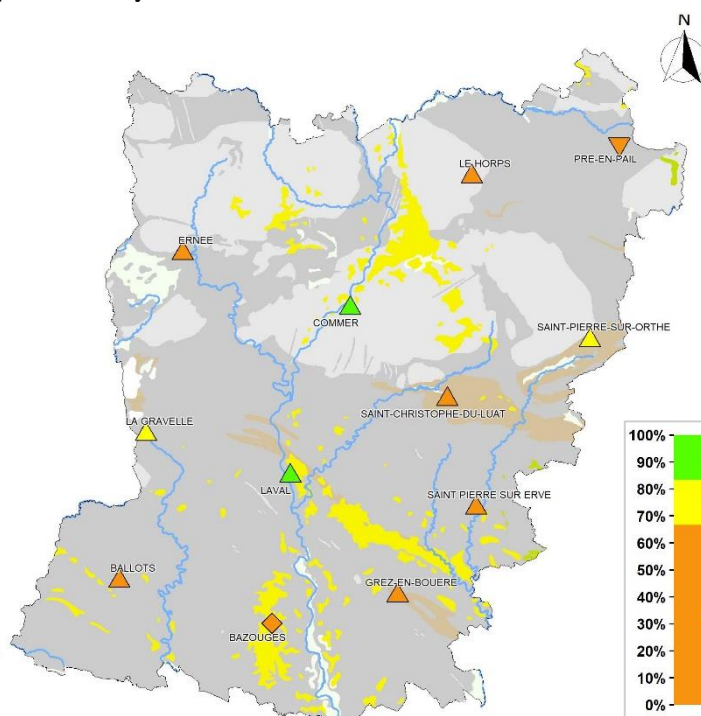 N
LE-HORPS
PRE-EN-PAIL
ERNEE
COMMER
SAINT-PIERRE-SUR-ORTHE
SAINT-CHRISTOPHE-DU-LUAT
LA GRAVELLE
LAVAL
SAINT PIERRE SUR ERVE
BALLOTS
GREZ-EN-BOUERE
BAZOUGES
100%
90%
80%
70%
60%
50%
40%
30%
20%
10%
0%